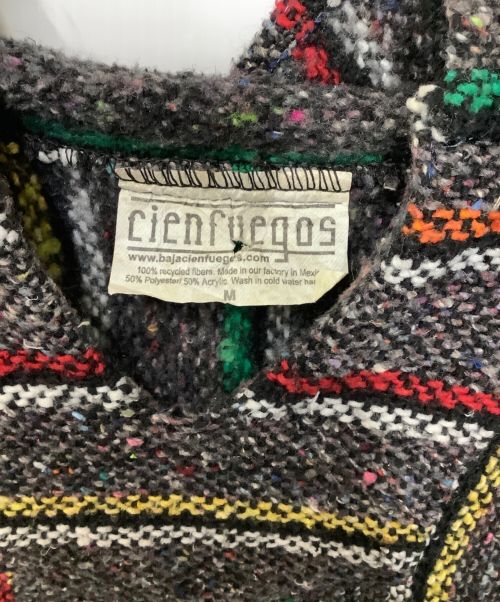 cienfuegos
www.bajacienfuegos.com
100% recycled fibers. Made in our factory in
50% Polyester/ 50% Acrylic. Wash in cold water
M